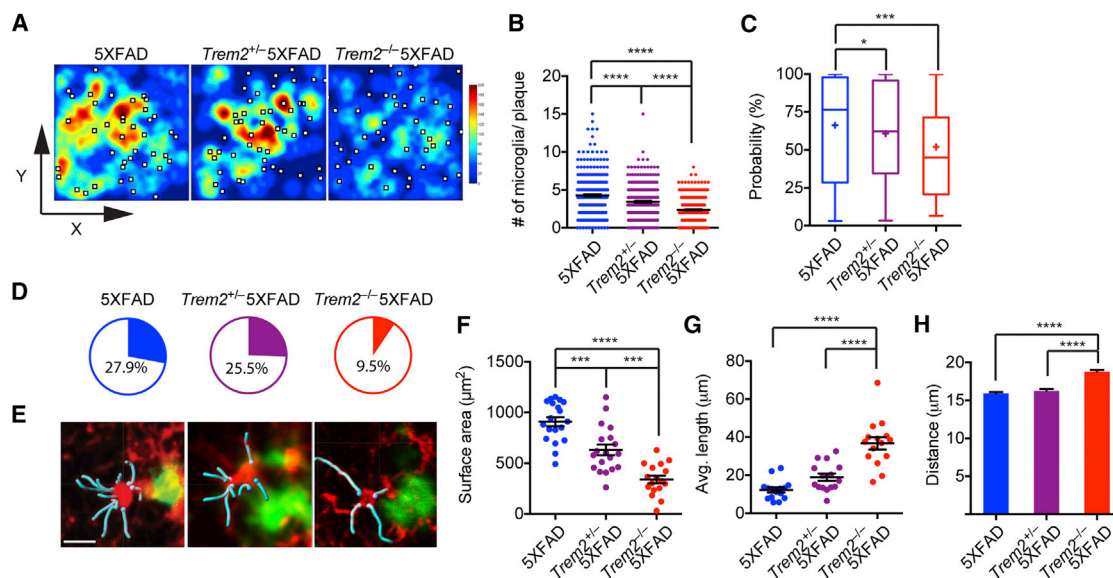 A
5XFAD
Trem2+/– 5XFAD
Trem2–/– 5XFAD
Y
X
B
# of microglia/ plaque
20
15
10
5
0
****
**** ****
5XFAD
Trem2+/– 5XFAD
Trem2–/– 5XFAD
C
Probability (%)
100
75
50
25
0
***
*
5XFAD
Trem2+/– 5XFAD
Trem2–/– 5XFAD
D
5XFAD
Trem2+/– 5XFAD
Trem2–/– 5XFAD
27.9%
25.5%
9.5%
E
F
Surface area (µm2)
1500
1000
500
0
****
*** ***
5XFAD
Trem2+/– 5XFAD
Trem2–/– 5XFAD
G
Avg. length (µm)
80
60
40
20
0
****
****
5XFAD
Trem2+/– 5XFAD
Trem2–/– 5XFAD
H
Distance (µm)
20
15
10
5
0
****
****
5XFAD
Trem2+/– 5XFAD
Trem2–/– 5XFAD